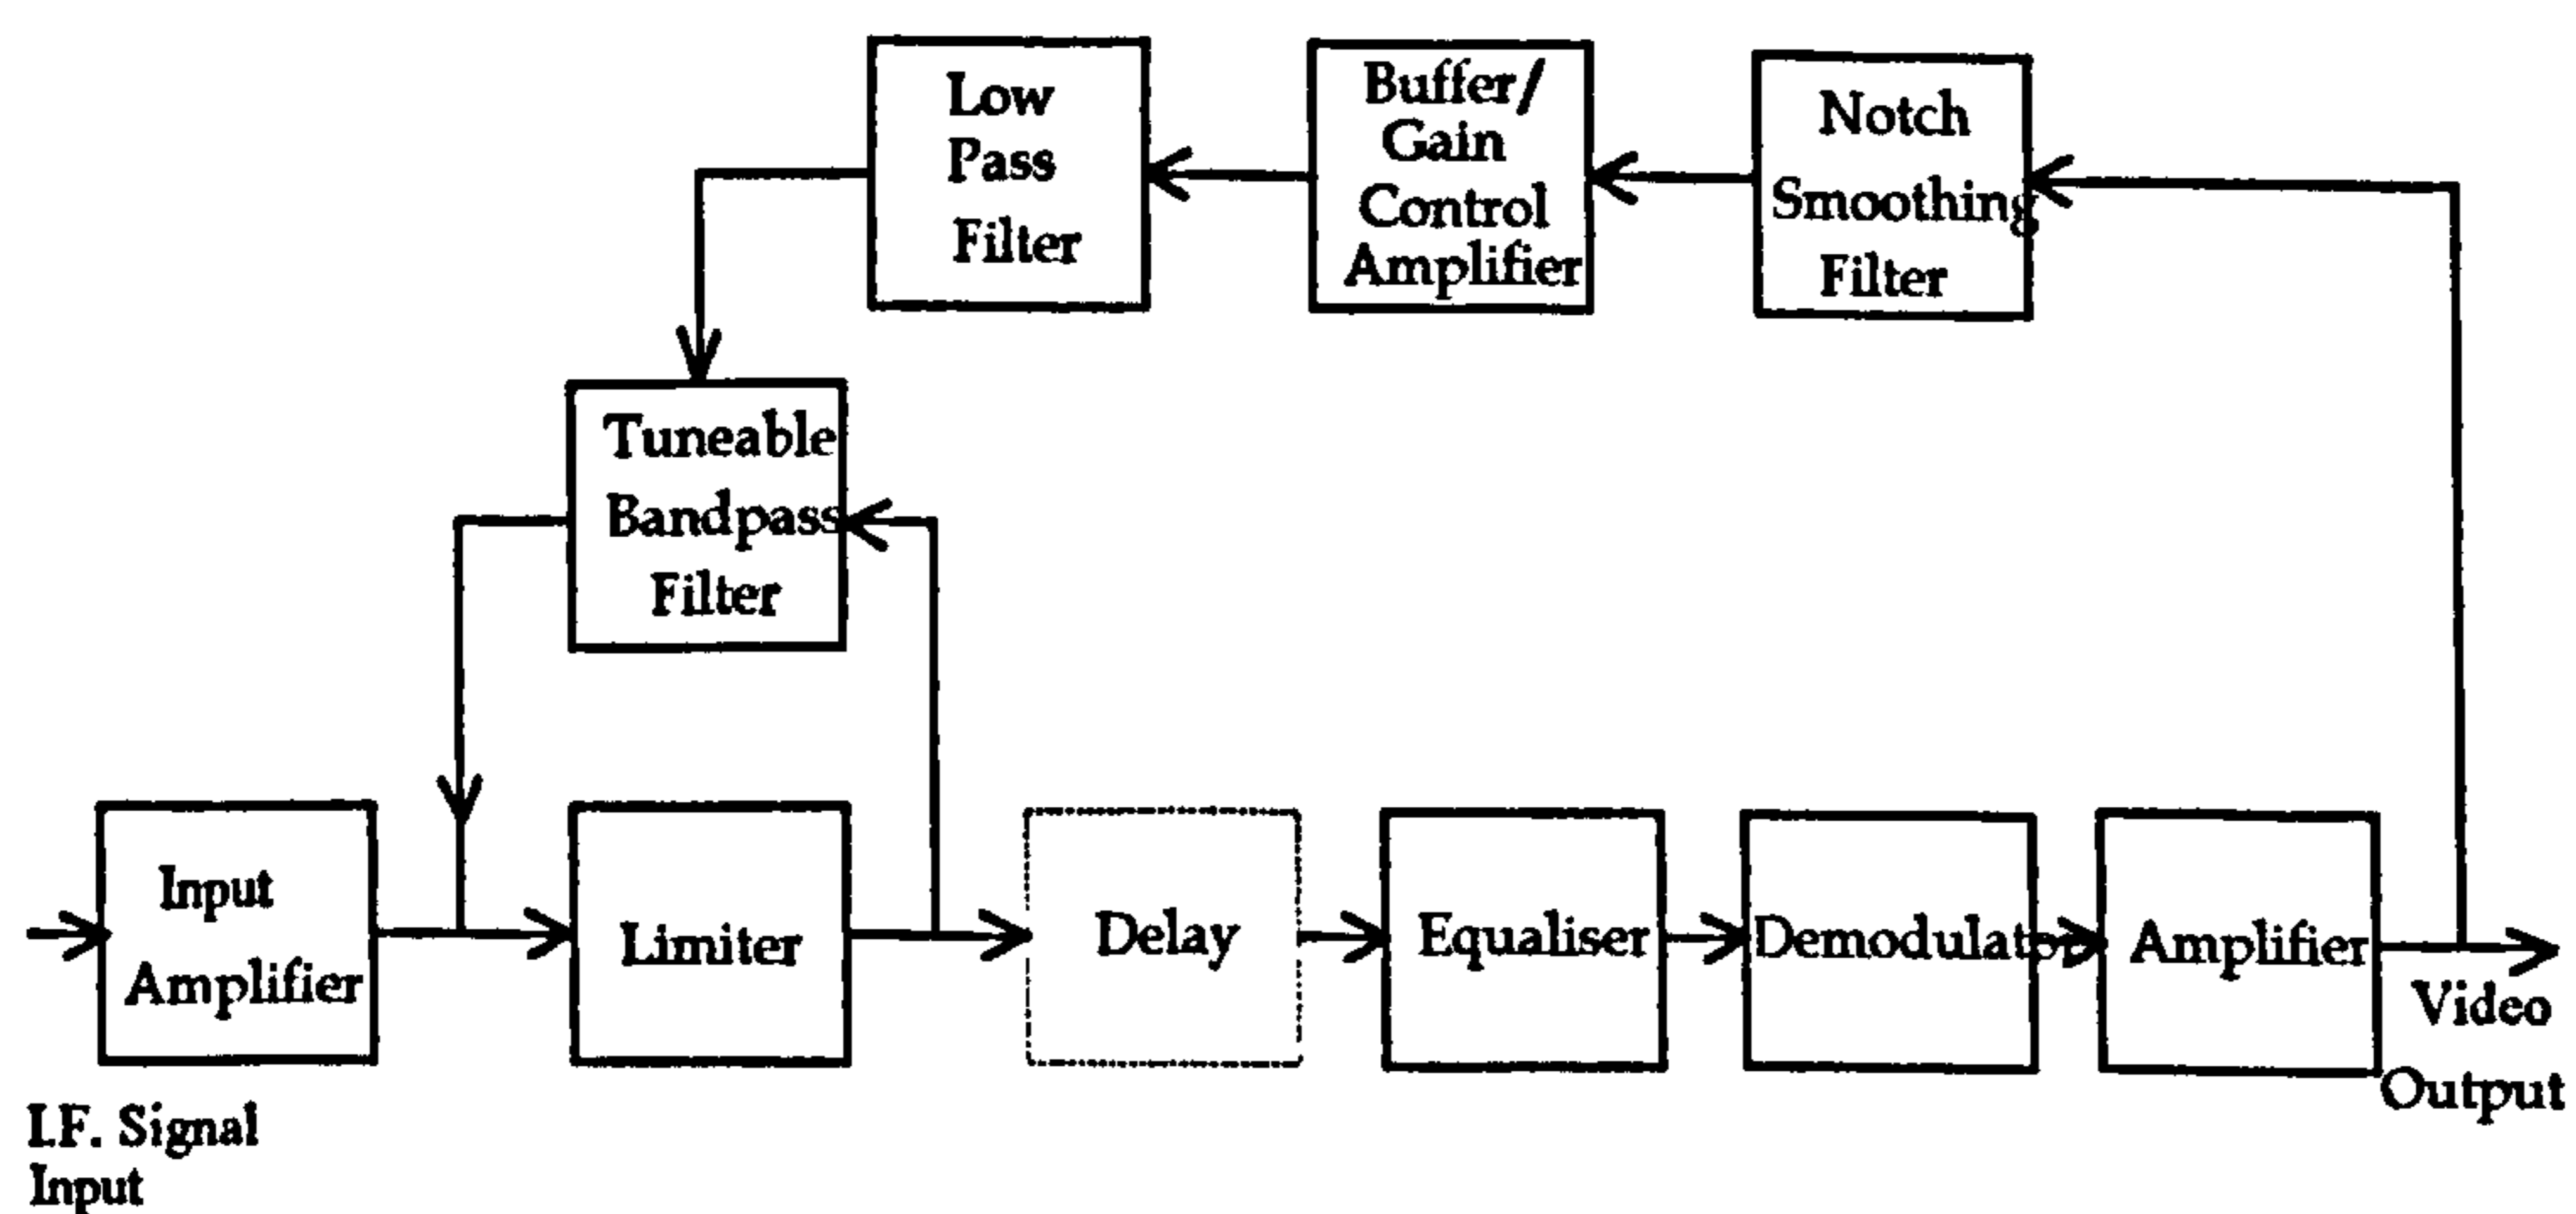 Low
Pass
Filter
Buffer/
Gain
Control
Amplifier
Notch
Smoothing
Filter
Tuneable
Bandpass
Filter
Input
Amplifier
Limiter
Delay
Equaliser
Demodulator
Amplifier
Video
Output
I.F. Signal
Input